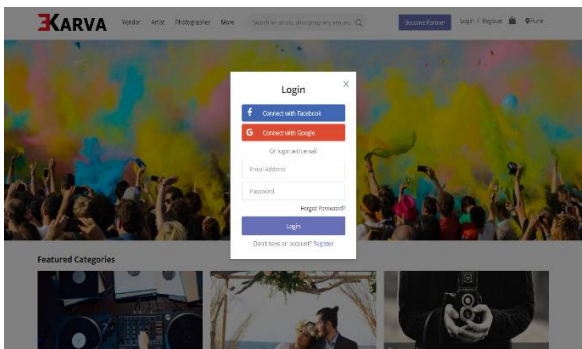 EKARVA
Vendor Artist Photographer More
Become Partner
Login / Register
Pune
Login
×
f Connect with Facebook
G Connect with Google
Or login with email
Email Address
Password
Forgot Password?
Login
Don't have an account? Register
Featured Categories